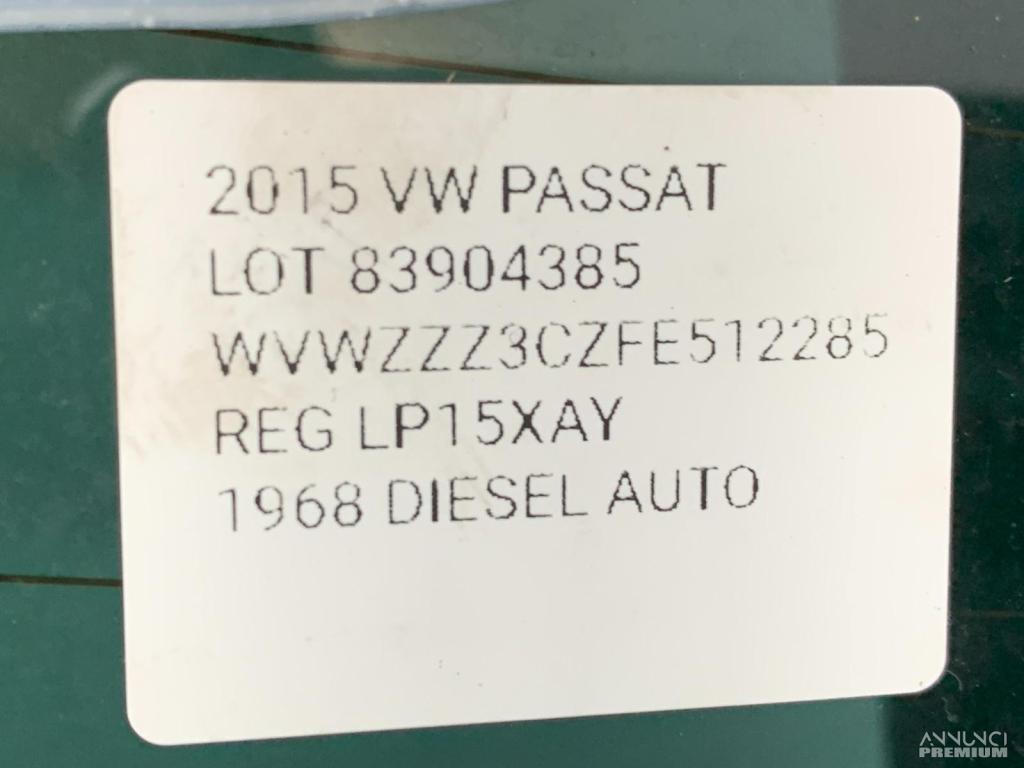 2015 VW PASSAT
LOT 83904385
WVWZZZ3CZFE512285
REG LP15XAY
1968 DIESEL AUTO
ANNUNCI
PREMIUM